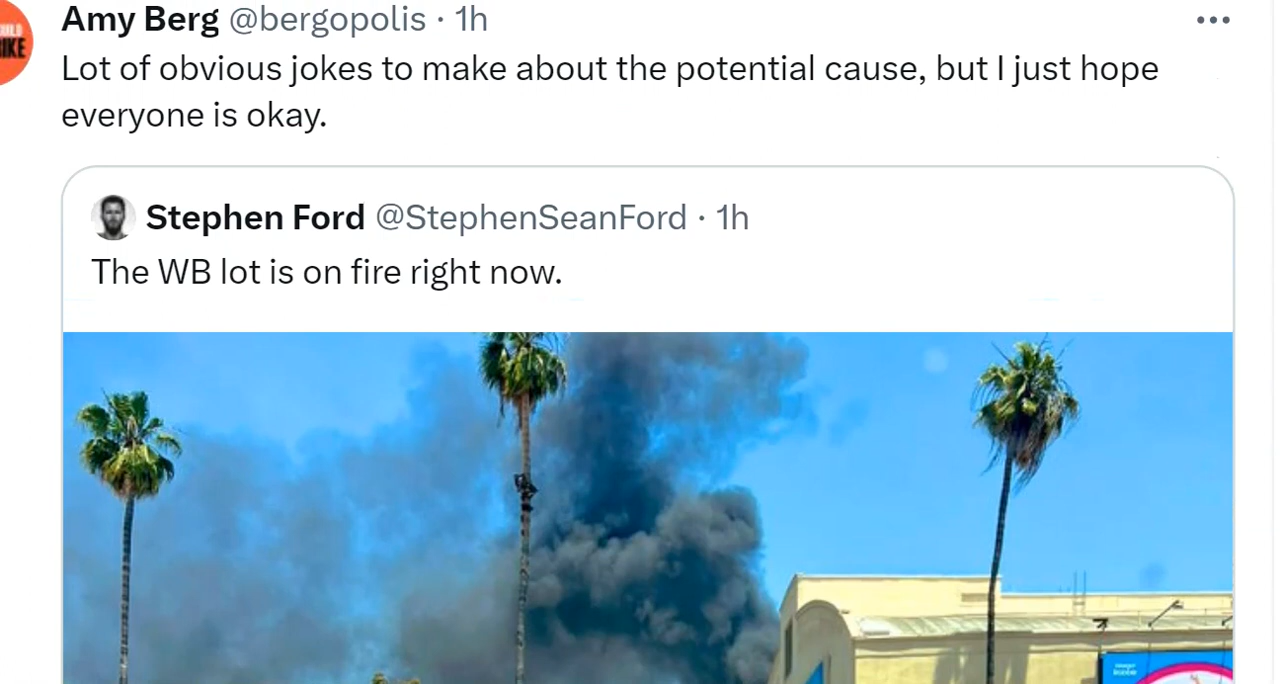 Amy Berg @bergopolis · 1h
Lot of obvious jokes to make about the potential cause, but I just hope
everyone is okay.
Stephen Ford @StephenSeanFord · 1h
The WB lot is on fire right now.